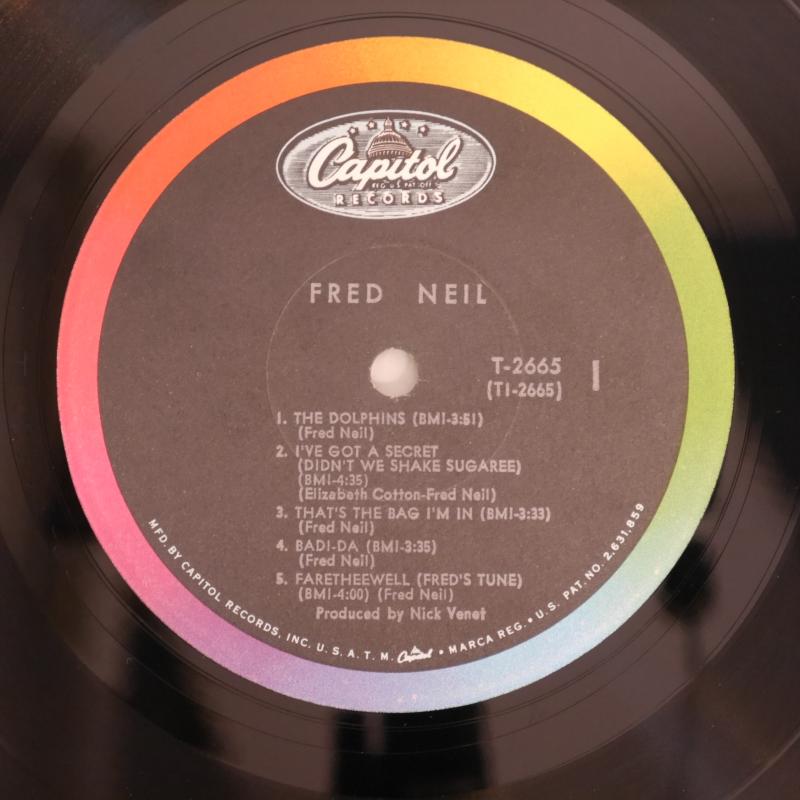 Capitol
REG. U.S. PAT. OFF.
RECORDS
FRED NEIL
T-2665
(T1-2665)
1
1. THE DOLPHINS (BMI-3:51)
(Fred Neil)
2. I'VE GOT A SECRET
(DIDN'T WE SHAKE SUGAREE)
(BMI-4:35)
(Elizabeth Cotton-Fred Neil)
3. THAT'S THE BAG I'M IN (BMI-3:33)
(Fred Neil)
4. BADI-DA (BMI-3:35)
(Fred Neil)
5. FARETHEEWELL (FRED'S TUNE)
(BMI-4:00) (Fred Neil)
Produced by Nick Venet
MFD. BY CAPITOL RECORDS, INC. U.S.A. T.M. Capitol • MARCA REG. • U.S. PAT. NO. 2,631,859